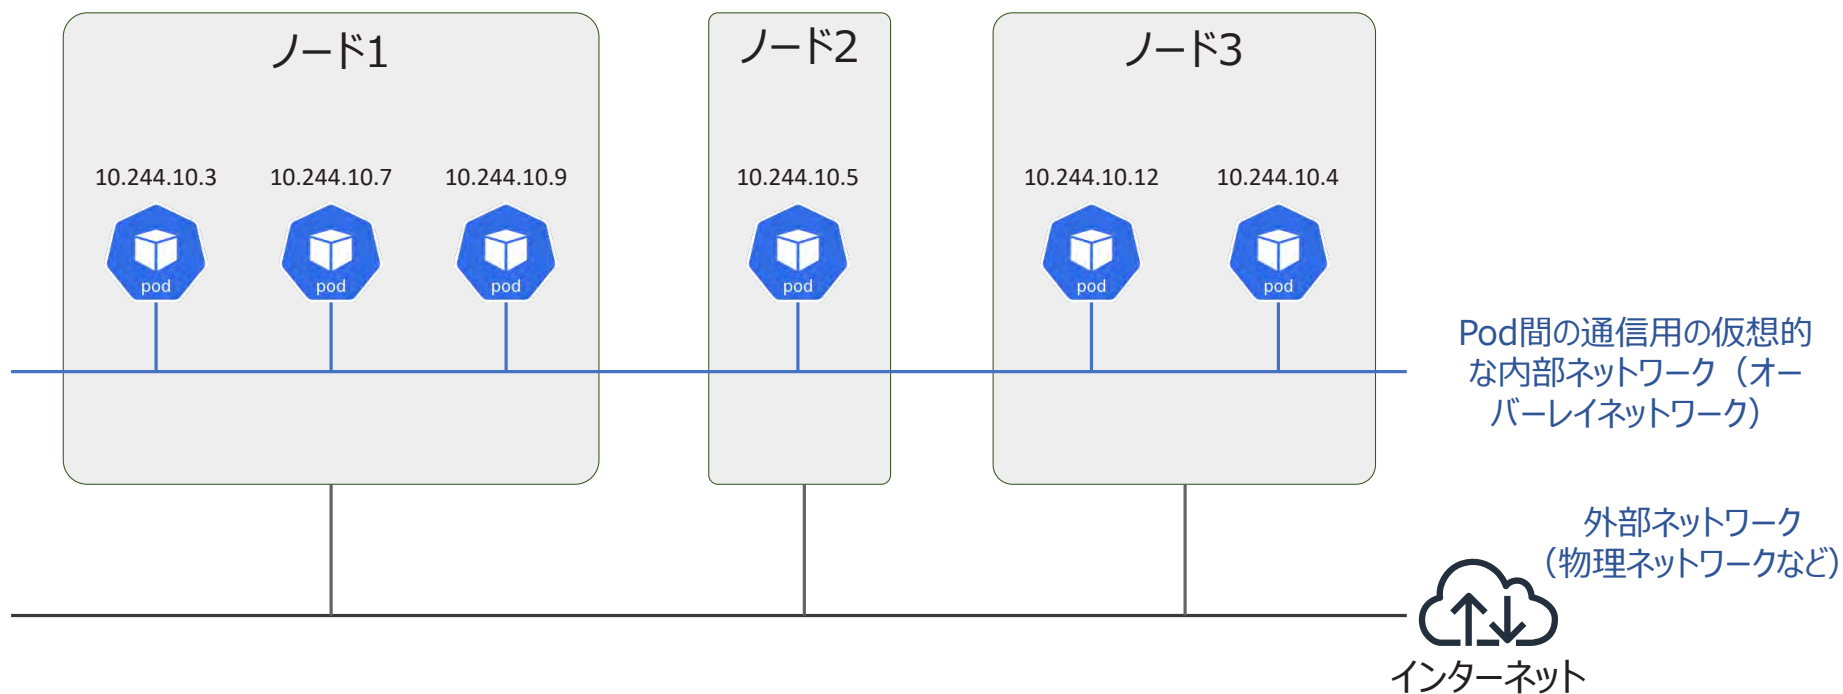 ノード1
ノード2
ノード3
10.244.10.3
10.244.10.7
10.244.10.9
10.244.10.5
10.244.10.12
10.244.10.4
pod
pod
pod
pod
pod
pod
Pod間の通信用の仮想的
な内部ネットワーク（オー
バーレイネットワーク）
外部ネットワーク
（物理ネットワークなど）
インターネット